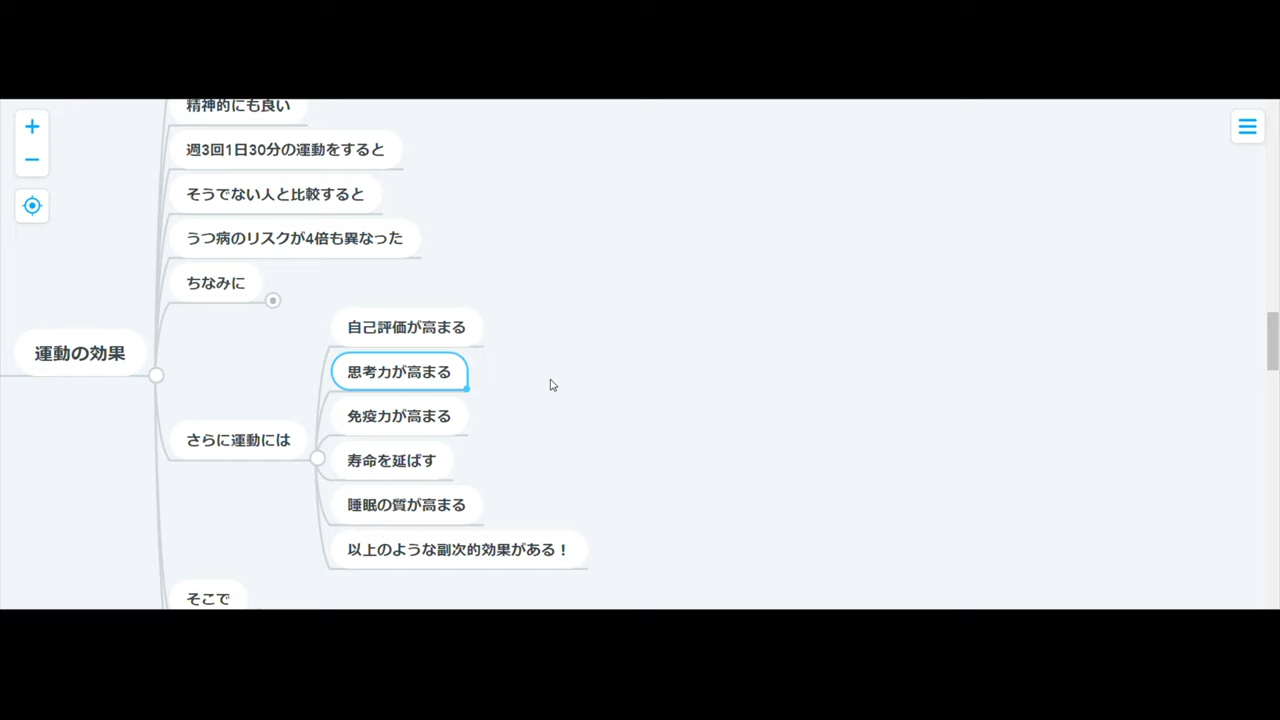 精神的にも良い
週3回1日30分の運動をすると
そうでない人と比較すると
うつ病のリスクが4倍も異なった
ちなみに
運動の効果
さらに運動には
自己評価が高まる
思考力が高まる
免疫力が高まる
寿命を延ばす
睡眠の質が高まる
以上のような副次的効果がある！
そこで